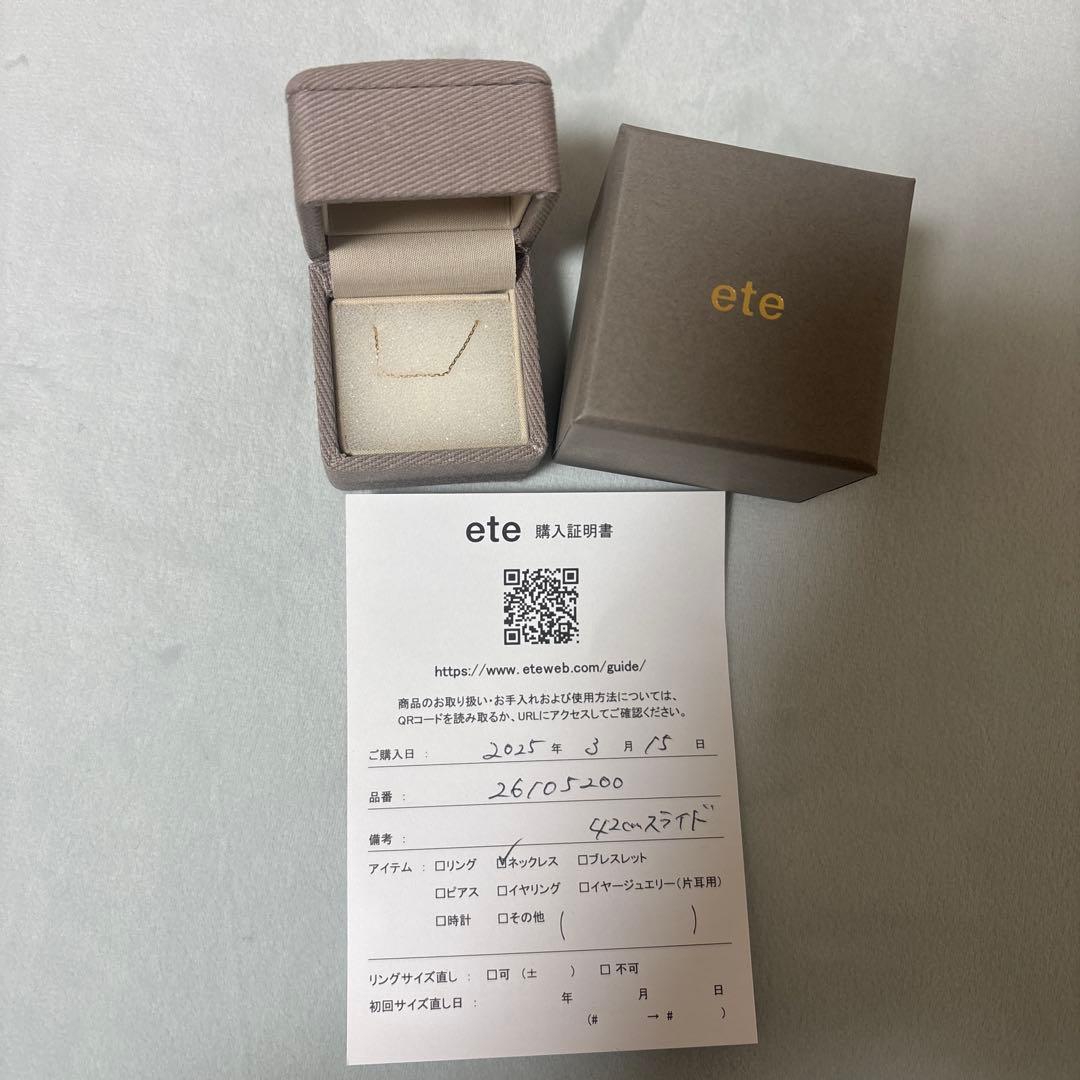 ete
ete 購入証明書
https://www.eteweb.com/guide/
商品のお取り扱い・お手入れおよび使用方法については、
QRコードを読み取るか、URLにアクセスしてご確認ください。
ご購入日 : 2025 年 3 月 15 日
品番 : 26105200
備考 : 42cmスライド
アイテム : □リング ☑ネックレス □ブレスレット
□ピアス □イヤリング □イヤージュエリー(片耳用)
□時計 □その他 ( )
リングサイズ直し : □可 (± ) □ 不可
初回サイズ直し日 : 年 月 日
(# → # )